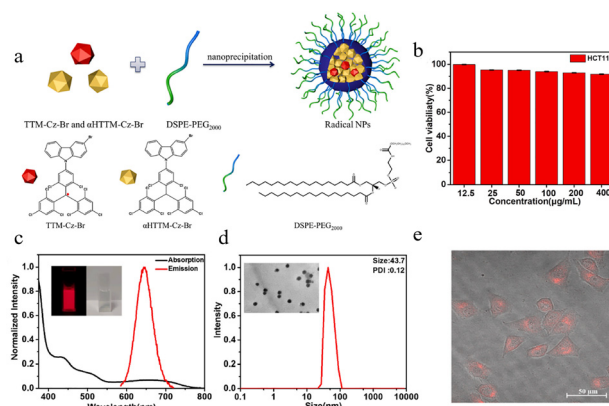 a
nanoprecipitation
TTM-Cz-Br and αHTTM-Cz-Br
DSPE-PEG2000
Radical NPs
TTM-Cz-Br
αHTTM-Cz-Br
DSPE-PEG2000
b
HCT11
Cell viabiliaty(%)
100
80
60
40
20
0
12.5 25 50 100 200 400
Concentration(μg/mL)
c
Absorption
Emission
Normalized Intensity
1.0
0.8
0.6
0.4
0.2
0.0
400 500 600 700 800
Wavelength(nm)
d
Size:43.7
PDI :0.12
Intensity
1.0
0.8
0.6
0.4
0.2
0.0
0.1 1 10 100 1000 10000
Size(nm)
e
50 μm